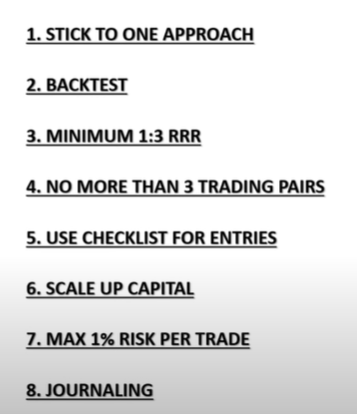 1. STICK TO ONE APPROACH
2. BACKTEST
3. MINIMUM 1:3 RRR
4. NO MORE THAN 3 TRADING PAIRS
5. USE CHECKLIST FOR ENTRIES
6. SCALE UP CAPITAL
7. MAX 1% RISK PER TRADE
8. JOURNALING